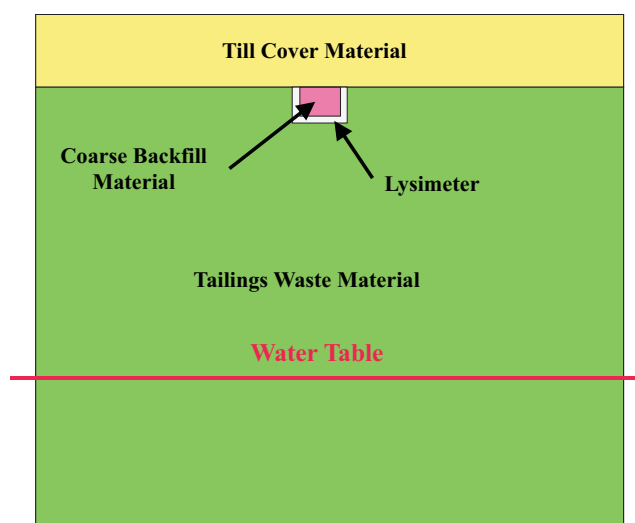 Till Cover Material
Coarse Backfill
Material
Lysimeter
Tailings Waste Material
Water Table